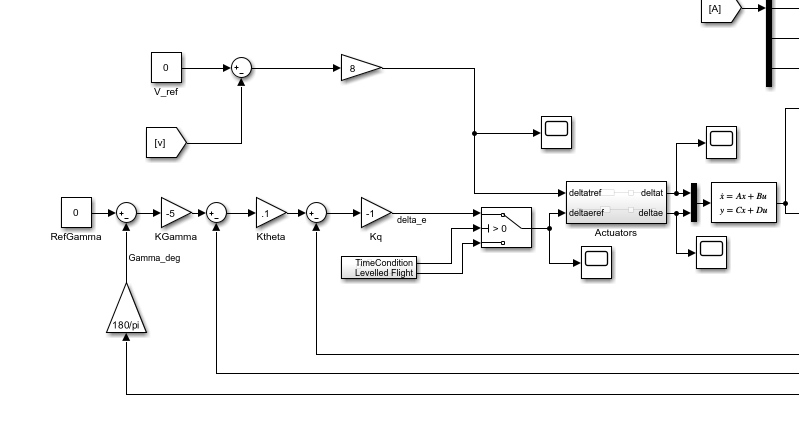 [A]
0
+
-
8
V_ref
[v]
deltatref
deltat
0
+
-
-5
+
-
.1
+
-
-1
delta_e
> 0
deltaeref
deltae
ẋ = Ax + Bu
y = Cx + Du
RefGamma
KGamma
Ktheta
Kq
Actuators
Gamma_deg
TimeCondition
Levelled Flight
180/pi